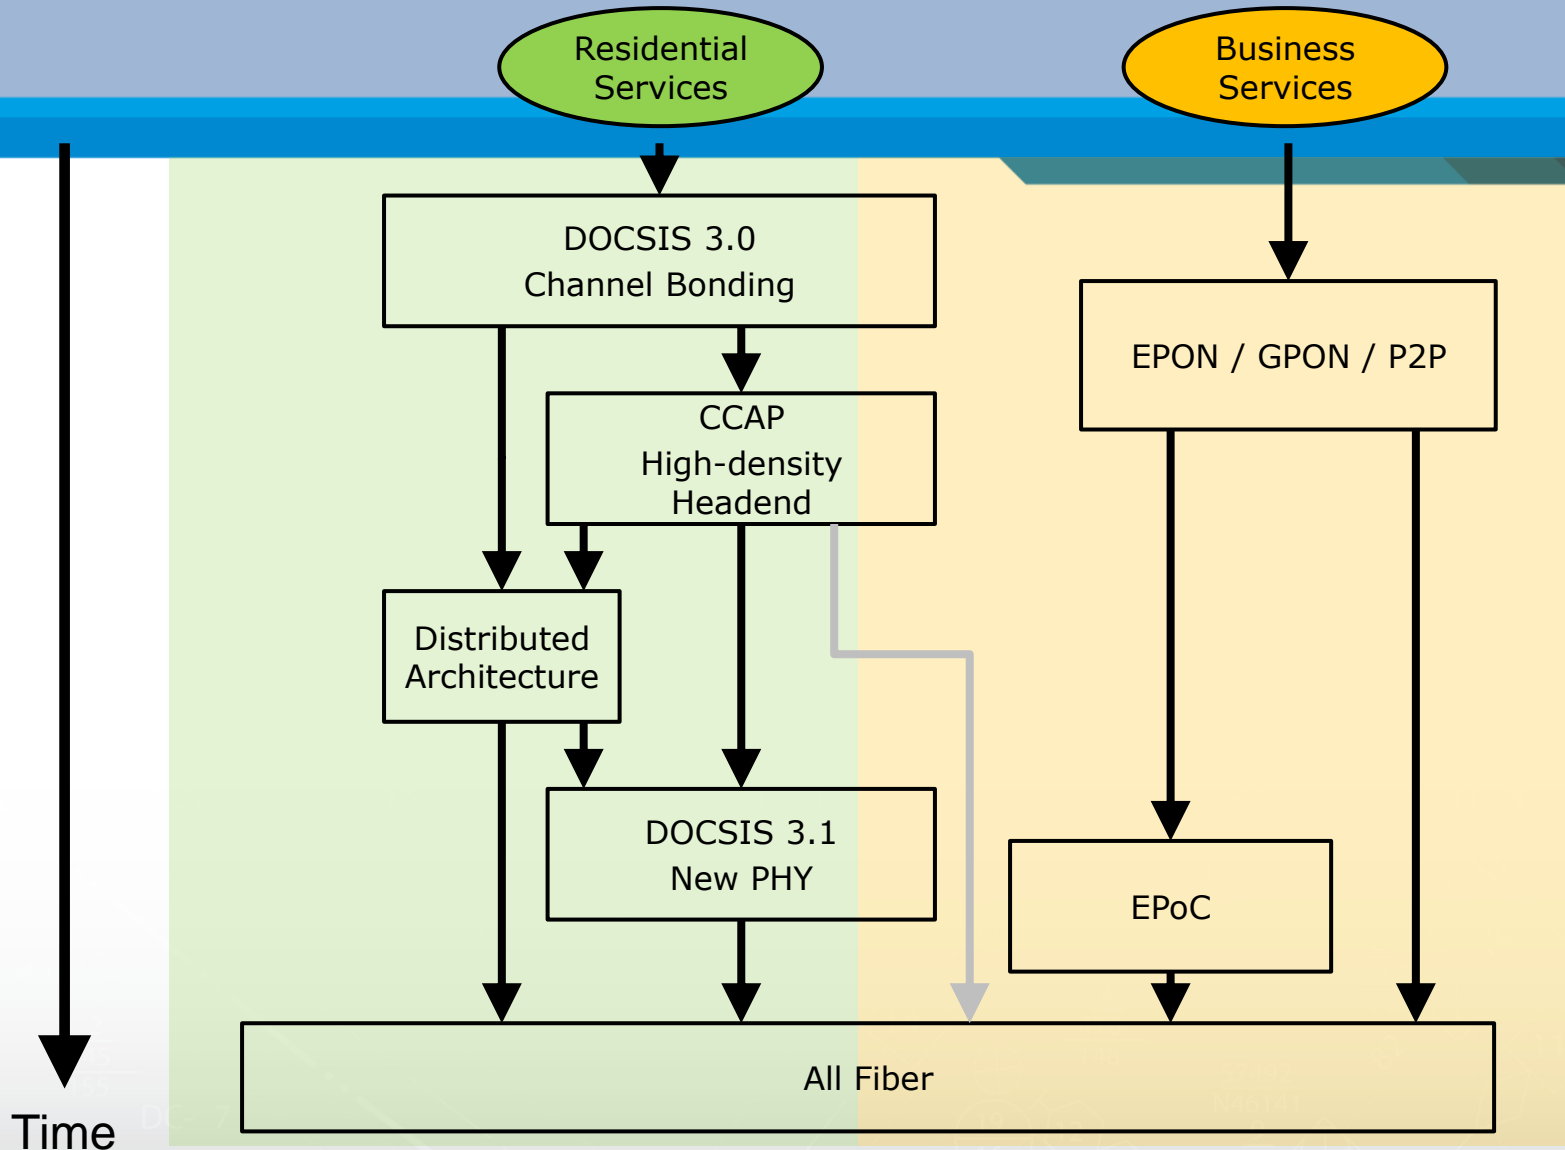 Residential
Services
Business
Services
DOCSIS 3.0
Channel Bonding
EPON / GPON / P2P
CCAP
High-density
Headend
Distributed
Architecture
DOCSIS 3.1
New PHY
EPoC
All Fiber
Time